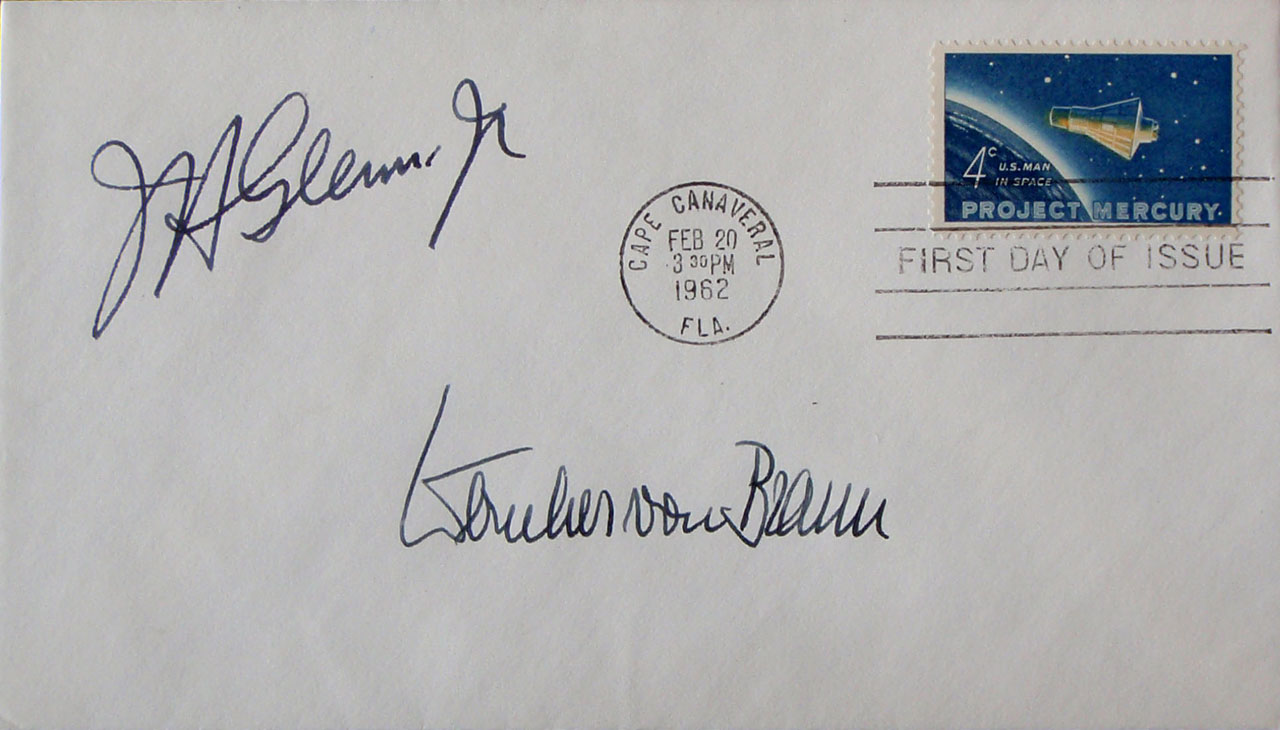 J H Glenn Jr
4c U.S. MAN
IN SPACE
PROJECT MERCURY
CAPE CANAVERAL
FEB 20
3 30 PM
1962
FLA.
FIRST DAY OF ISSUE
Wernher von Braun